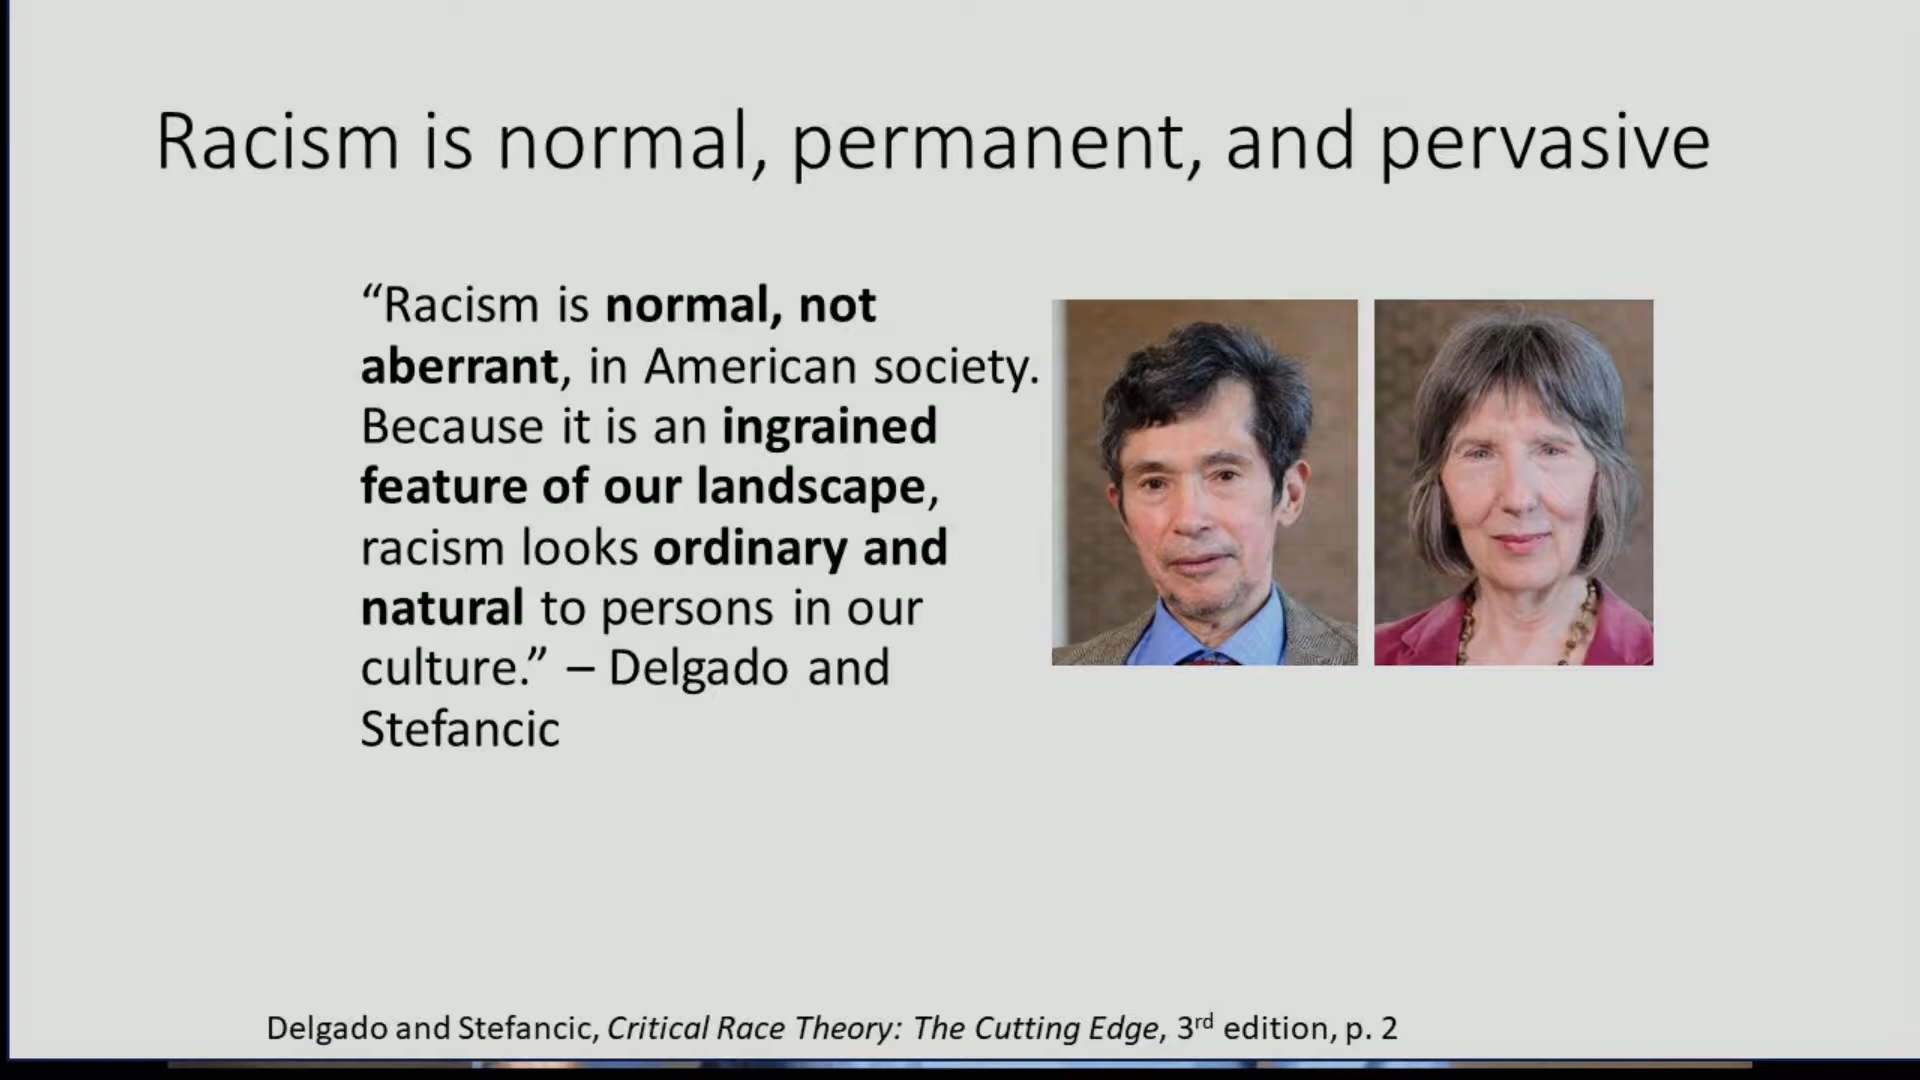 Racism is normal, permanent, and pervasive
“Racism is normal, not
aberrant, in American society.
Because it is an ingrained
feature of our landscape,
racism looks ordinary and
natural to persons in our
culture.” – Delgado and
Stefancic
Delgado and Stefancic, Critical Race Theory: The Cutting Edge, 3rd edition, p. 2